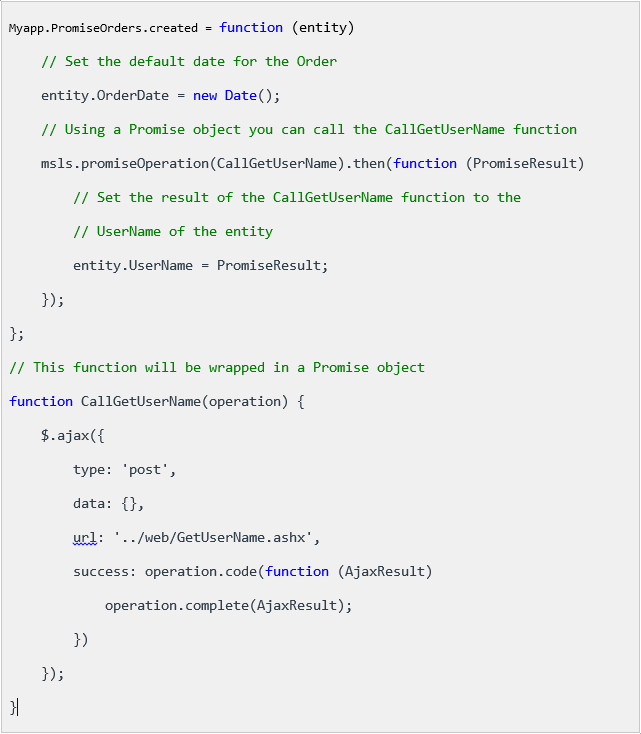 Myapp.PromiseOrders.created = function (entity)
    // Set the default date for the Order
    entity.OrderDate = new Date();
    // Using a Promise object you can call the CallGetUserName function
    msls.promiseOperation(CallGetUserName).then(function (PromiseResult)
        // Set the result of the CallGetUserName function to the
        // UserName of the entity
        entity.UserName = PromiseResult;
    });
};
// This function will be wrapped in a Promise object
function CallGetUserName(operation) {
    $.ajax({
        type: 'post',
        data: {},
        url: '../web/GetUserName.ashx',
        success: operation.code(function (AjaxResult)
            operation.complete(AjaxResult);
        })
    });
}